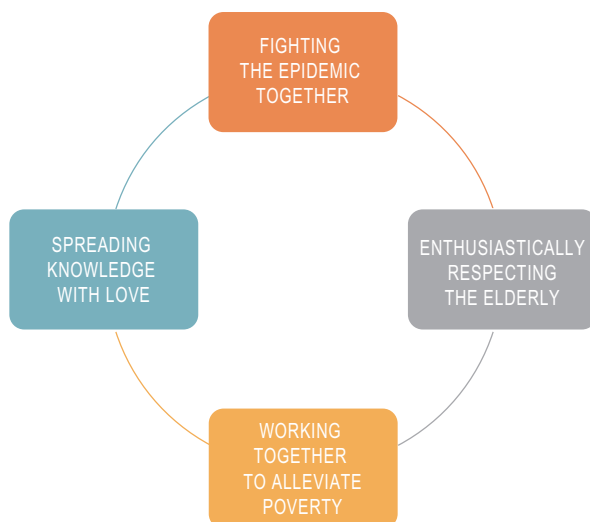 FIGHTING
THE EPIDEMIC
TOGETHER
SPREADING
KNOWLEDGE
WITH LOVE
ENTHUSIASTICALLY
RESPECTING
THE ELDERLY
WORKING
TOGETHER
TO ALLEVIATE
POVERTY